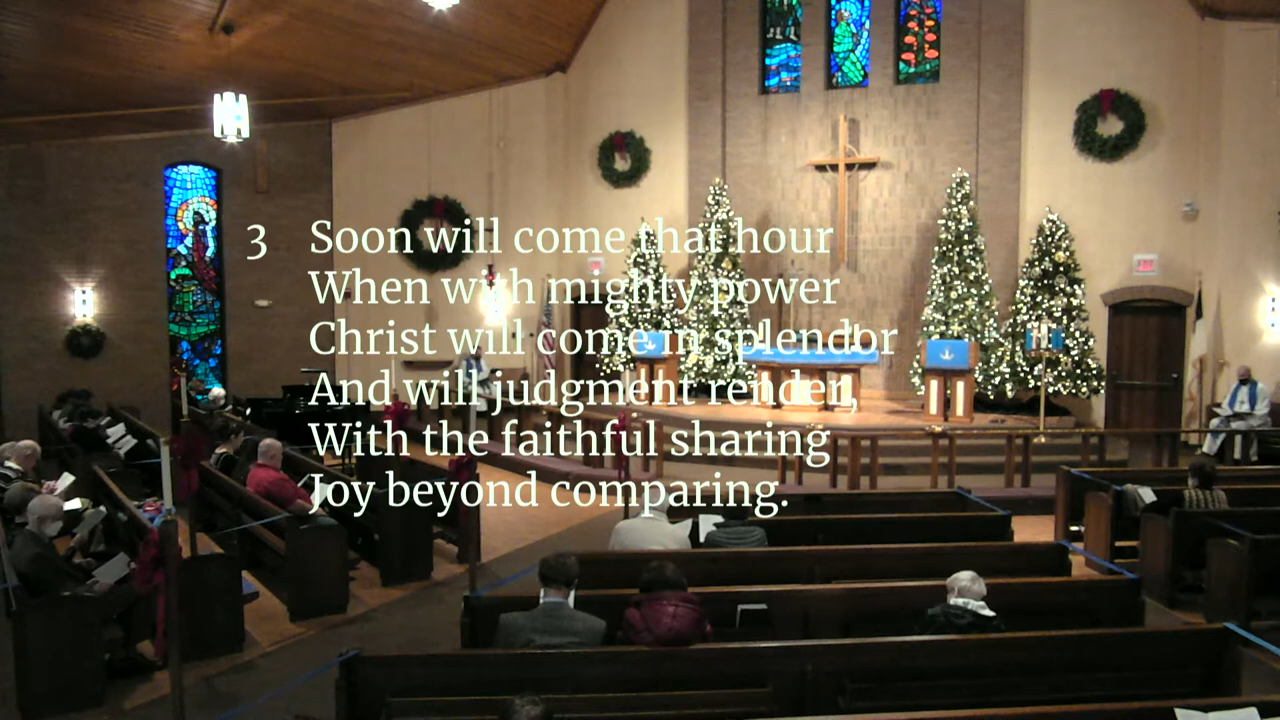 3 Soon will come that hour
When with mighty power
Christ will come in splendor
And will judgment render,
With the faithful sharing
Joy beyond comparing.